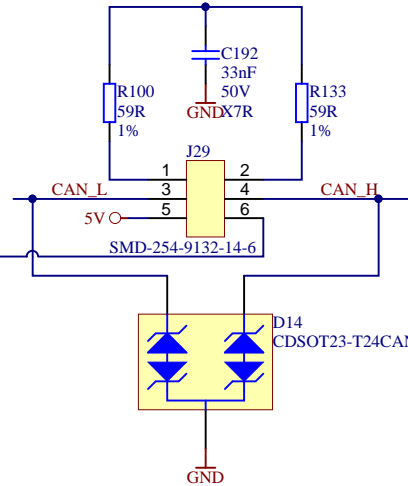 C192
33nF
50V
X7R
GND
R100
59R
1%
R133
59R
1%
J29
1 2
CAN_L 3 4 CAN_H
5V 5 6
SMD-254-9132-14-6
D14
CDSOT23-T24CAN
GND